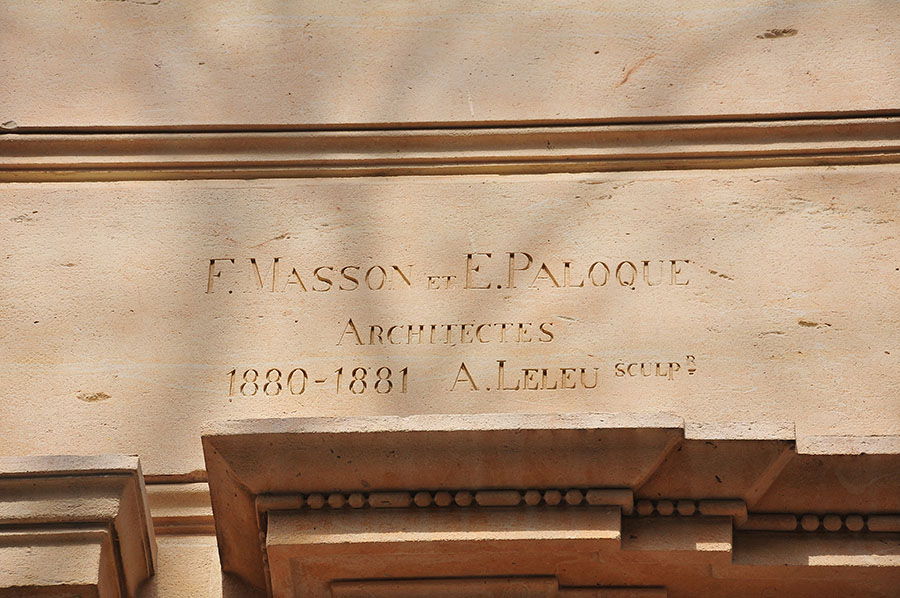 F. MASSON ET E. PALOQUE
ARCHITECTES
1880-1881 A. LELEU SCULPR